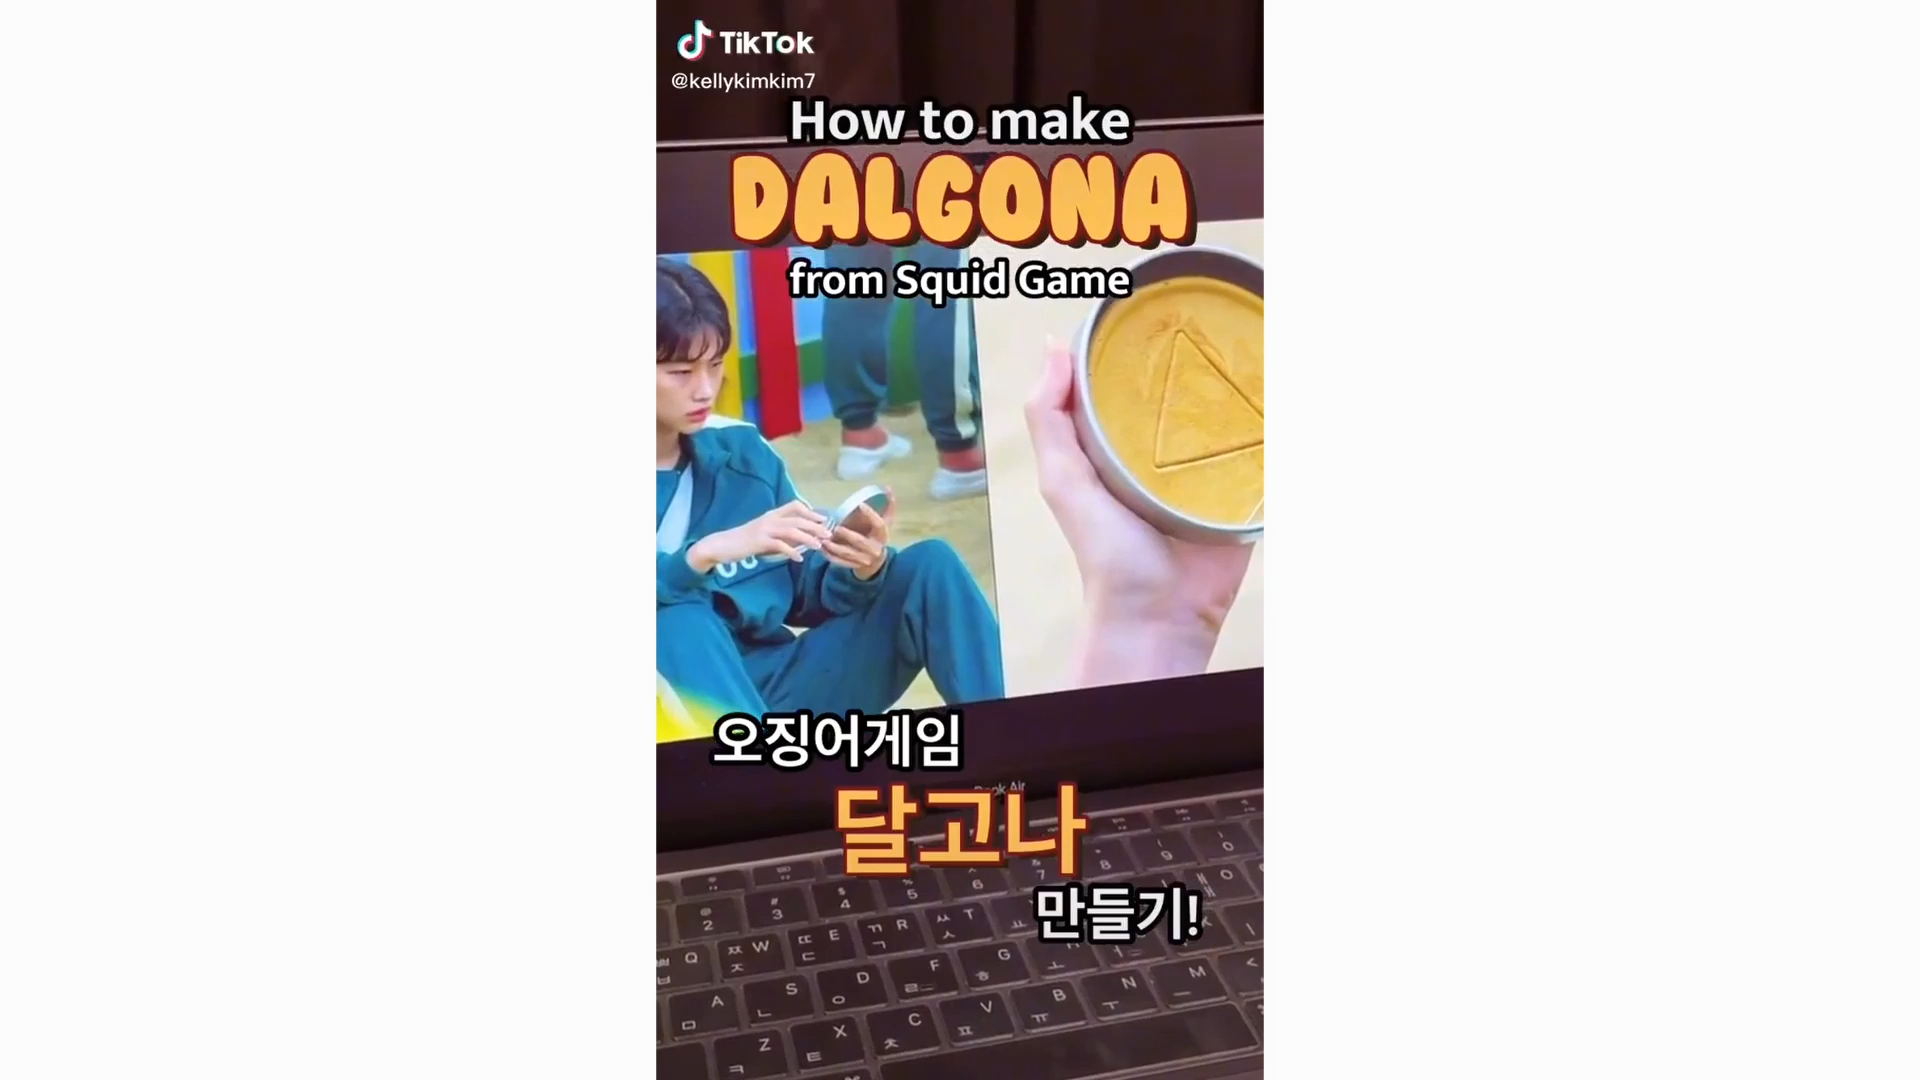 TikTok
@kellykimkim7
How to make
DALGONA
from Squid Game
오징어게임
달고나
만들기!